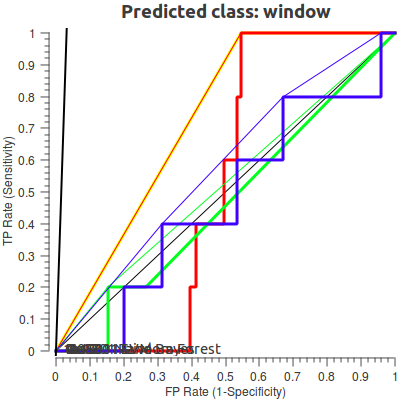 Predicted class: window
TP Rate (Sensitivity)
1
0.9
0.8
0.7
0.6
0.5
0.4
0.3
0.2
0.1
0
Forest
0 0.1 0.2 0.3 0.4 0.5 0.6 0.7 0.8 0.9 1
FP Rate (1-Specificity)